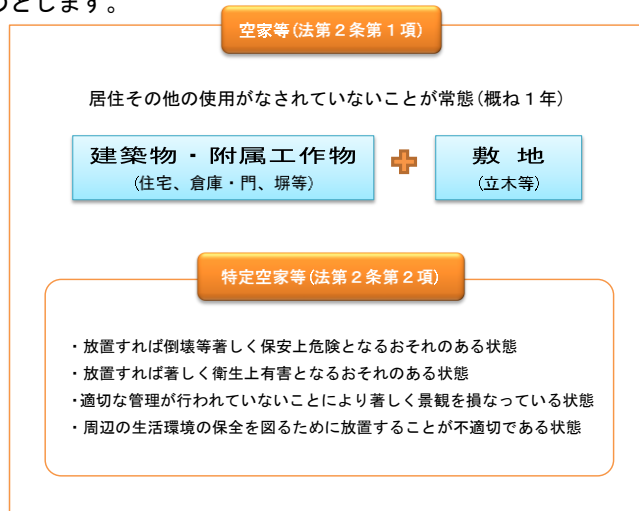 のとします。
空家等(法第２条第１項)
居住その他の使用がなされていないことが常態(概ね１年)
建築物・附属工作物
(住宅、倉庫・門、塀等)
敷 地
(立木等)
特定空家等(法第２条第２項)
・放置すれば倒壊等著しく保安上危険となるおそれのある状態
・放置すれば著しく衛生上有害となるおそれのある状態
・適切な管理が行われていないことにより著しく景観を損なっている状態
・周辺の生活環境の保全を図るために放置することが不適切である状態